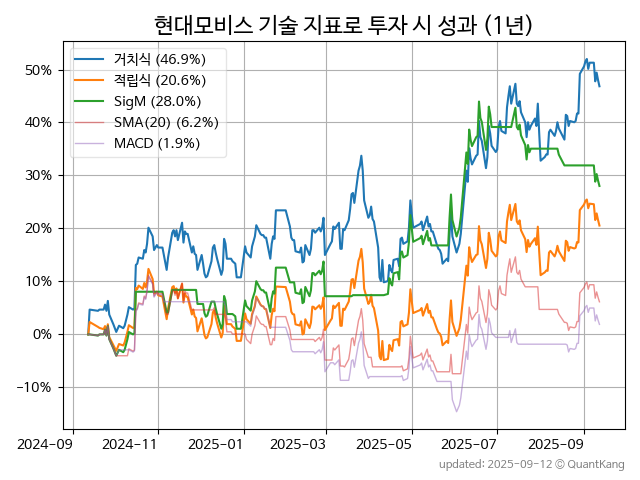 현대모비스 기술 지표로 투자 시 성과 (1년)
거치식 (46.9%)
적립식 (20.6%)
SigM (28.0%)
SMA(20) (6.2%)
MACD (1.9%)
50%
40%
30%
20%
10%
0%
−10%
2024-09 2024-11 2025-01 2025-03 2025-05 2025-07 2025-09
updated: 2025-09-12 © QuantKang